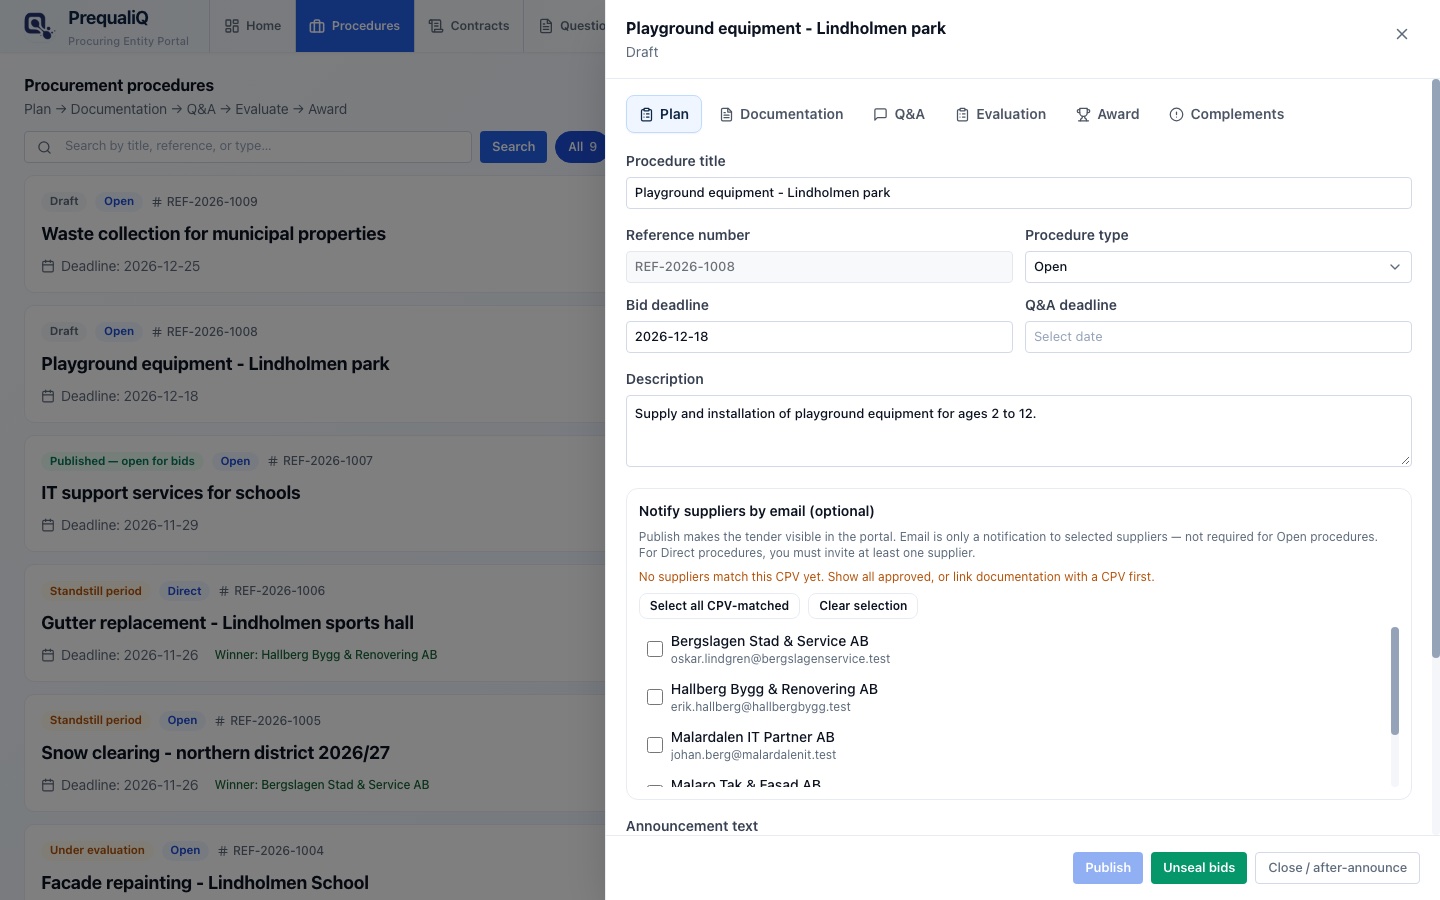 PrequaliQ
Procuring Entity Portal
Home
Procedures
Contracts
Questio
Procurement procedures
Plan → Documentation → Q&A → Evaluate → Award
Search by title, reference, or type...
Search
All 9
Draft Open # REF-2026-1009
Waste collection for municipal properties
Deadline: 2026-12-25
Draft Open # REF-2026-1008
Playground equipment - Lindholmen park
Deadline: 2026-12-18
Published — open for bids Open # REF-2026-1007
IT support services for schools
Deadline: 2026-11-29
Standstill period Direct # REF-2026-1006
Gutter replacement - Lindholmen sports hall
Deadline: 2026-11-26 Winner: Hallberg Bygg & Renovering AB
Standstill period Open # REF-2026-1005
Snow clearing - northern district 2026/27
Deadline: 2026-11-26 Winner: Bergslagen Stad & Service AB
Under evaluation Open # REF-2026-1004
Facade repainting - Lindholmen School
Playground equipment - Lindholmen park
Draft
Plan
Documentation
Q&A
Evaluation
Award
Complements
Procedure title
Playground equipment - Lindholmen park
Reference number
REF-2026-1008
Procedure type
Open
Bid deadline
2026-12-18
Q&A deadline
Select date
Description
Supply and installation of playground equipment for ages 2 to 12.
Notify suppliers by email (optional)
Publish makes the tender visible in the portal. Email is only a notification to selected suppliers — not required for Open procedures.
For Direct procedures, you must invite at least one supplier.
No suppliers match this CPV yet. Show all approved, or link documentation with a CPV first.
Select all CPV-matched
Clear selection
Bergslagen Stad & Service AB
oskar.lindgren@bergslagenservice.test
Hallberg Bygg & Renovering AB
erik.hallberg@hallbergbygg.test
Malardalen IT Partner AB
johan.berg@malardalenit.test
Malaro Tak & Fasad AB
Announcement text
Publish
Unseal bids
Close / after-announce